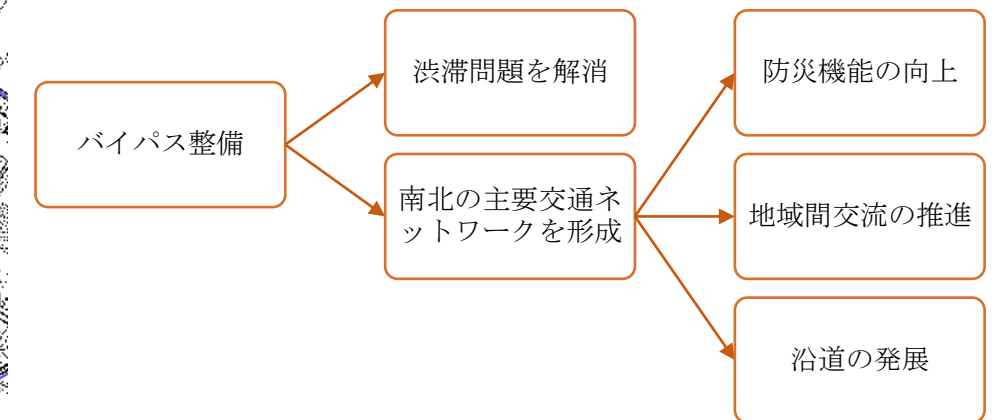 バイパス整備
渋滞問題を解消
南北の主要交通ネ
ットワークを形成
防災機能の向上
地域間交流の推進
沿道の発展